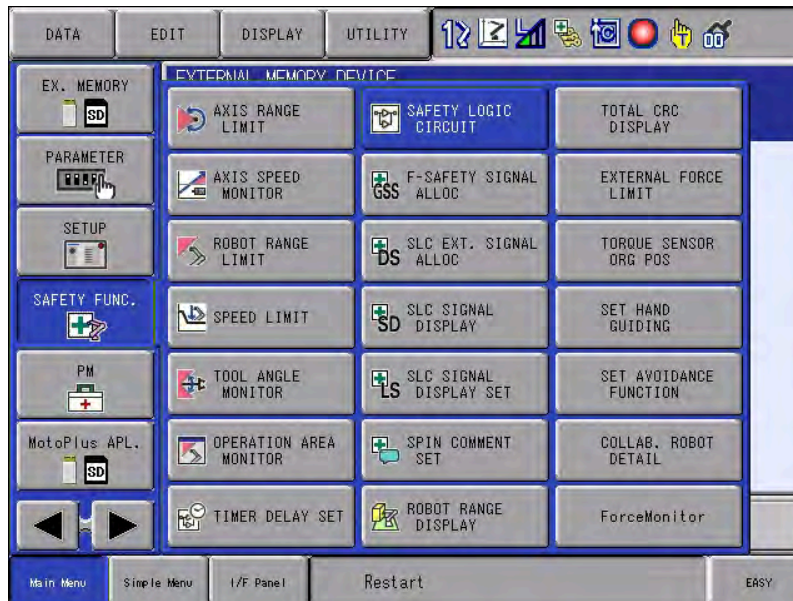 DATA
EDIT
DISPLAY
UTILITY
EX. MEMORY
SD
PARAMETER
SETUP
SAFETY FUNC.
PM
MotoPlus APL.
SD
EXTERNAL MEMORY DEVICE
AXIS RANGE
LIMIT
AXIS SPEED
MONITOR
ROBOT RANGE
LIMIT
SPEED LIMIT
TOOL ANGLE
MONITOR
OPERATION AREA
MONITOR
TIMER DELAY SET
SAFETY LOGIC
CIRCUIT
GSS F-SAFETY SIGNAL
ALLOC
DS SLC EXT. SIGNAL
ALLOC
SD SLC SIGNAL
DISPLAY
LS SLC SIGNAL
DISPLAY SET
SPIN COMMENT
SET
ROBOT RANGE
DISPLAY
TOTAL CRC
DISPLAY
EXTERNAL FORCE
LIMIT
TORQUE SENSOR
ORG POS
SET HAND
GUIDING
SET AVOIDANCE
FUNCTION
COLLAB. ROBOT
DETAIL
ForceMonitor
Main Menu
Simple Menu
I/F Panel
Restart
EASY